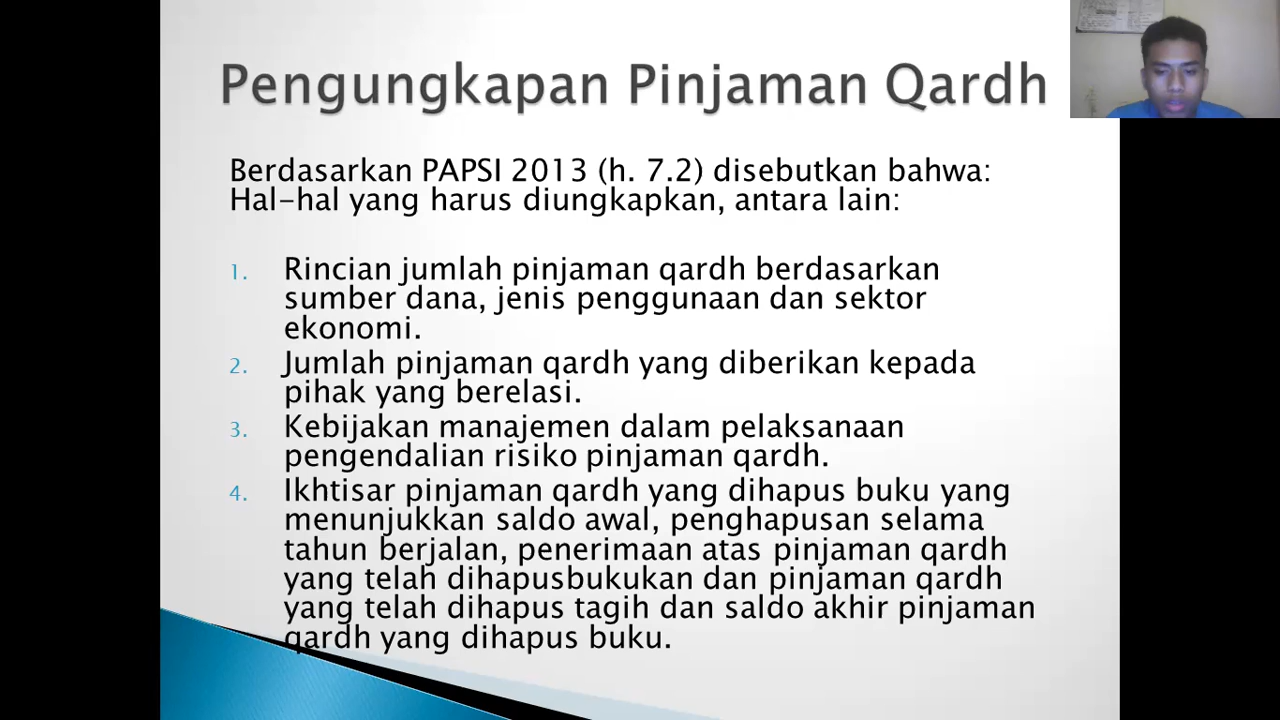 Pengungkapan Pinjaman Qardh
Berdasarkan PAPSI 2013 (h. 7.2) disebutkan bahwa:
Hal-hal yang harus diungkapkan, antara lain:
1. Rincian jumlah pinjaman qardh berdasarkan
sumber dana, jenis penggunaan dan sektor
ekonomi.
2. Jumlah pinjaman qardh yang diberikan kepada
pihak yang berelasi.
3. Kebijakan manajemen dalam pelaksanaan
pengendalian risiko pinjaman qardh.
4. Ikhtisar pinjaman qardh yang dihapus buku yang
menunjukkan saldo awal, penghapusan selama
tahun berjalan, penerimaan atas pinjaman qardh
yang telah dihapusbukukan dan pinjaman qardh
yang telah dihapus tagih dan saldo akhir pinjaman
qardh yang dihapus buku.